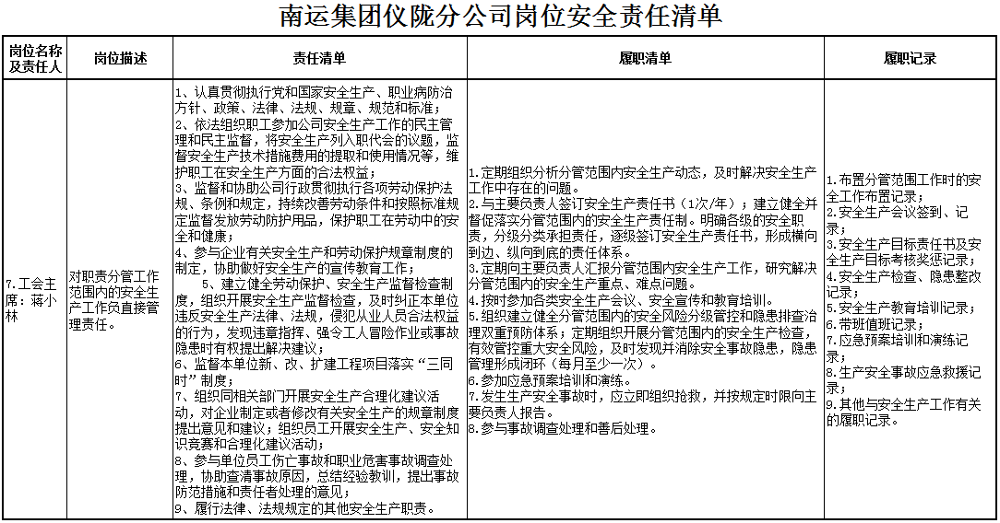 南运集团仪陇分公司岗位安全责任清单
岗位名称
及责任人
岗位描述
责任清单
履职清单
履职记录
7.工会主
席：蒋小
林
对职责分管工作
范围内的安全生
产工作负直接管
理责任。
1、认真贯彻执行党和国家安全生产、职业病防治
方针、政策、法律、法规、规章、规范和标准；
2、依法组织职工参加公司安全生产工作的民主管
理和民主监督，将安全生产列入职代会的议题，监
督安全生产技术措施费用的提取和使用情况等，维
护职工在安全生产方面的合法权益；
3、监督和协助公司行政贯彻执行各项劳动保护法
规、条例和规定，持续改善劳动条件和按照标准规
定监督发放劳动防护用品，保护职工在劳动中的安
全和健康；
4、参与企业有关安全生产和劳动保护规章制度的
制定，协助做好安全生产的宣传教育工作；
5、建立健全劳动保护、安全生产监督检查制
度，组织开展安全生产监督检查，及时纠正本单位
违反安全生产法律、法规，侵犯从业人员合法权益
的行为，发现违章指挥、强令工人冒险作业或事故
隐患时有权提出解决建议；
6、监督本单位新、改、扩建工程项目落实“三同
时”制度；
7、组织同相关部门开展安全生产合理化建议活
动，对企业制定或者修改有关安全生产的规章制度
提出意见和建议；组织员工开展安全生产、安全知
识竞赛和合理化建议活动；
8、参与单位员工伤亡事故和职业危害事故调查处
理，协助查清事故原因，总结经验教训，提出事故
防范措施和责任者处理的意见；
9、履行法律、法规规定的其他安全生产职责。
1.定期组织分析分管范围内安全生产动态，及时解决安全生产
工作中存在的问题。
2.与主要负责人签订安全生产责任书（1次/年）；建立健全并
督促落实分管范围内的安全生产责任制。明确各级的安全职
责，分级分类承担责任，逐级签订安全生产责任书，形成横向
到边、纵向到底的责任体系。
3.定期向主要负责人汇报分管范围内安全生产工作，研究解决
分管范围内的安全生产重点、难点问题。
4.按时参加各类安全生产会议、安全宣传和教育培训。
5.组织建立健全分管范围内的安全风险分级管控和隐患排查治
理双重预防体系；定期组织开展分管范围内的安全生产检查，
有效管控重大安全风险，及时发现并消除安全事故隐患，隐患
管理形成闭环（每月至少一次）。
6.参加应急预案培训和演练。
7.发生生产安全事故时，应立即组织抢救，并按规定时限向主
要负责人报告。
8.参与事故调查处理和善后处理。
1.布置分管范围工作时的安
全工作布置记录；
2.安全生产会议签到、记
录；
3.安全生产目标责任书及安
全生产目标考核奖惩记录；
4.安全生产检查、隐患整改
记录；
5.安全生产教育培训记录；
6.带班值班记录；
7.应急预案培训和演练记
录；
8.生产安全事故应急救援记
录；
9.其他与安全生产工作有关
的履职记录。